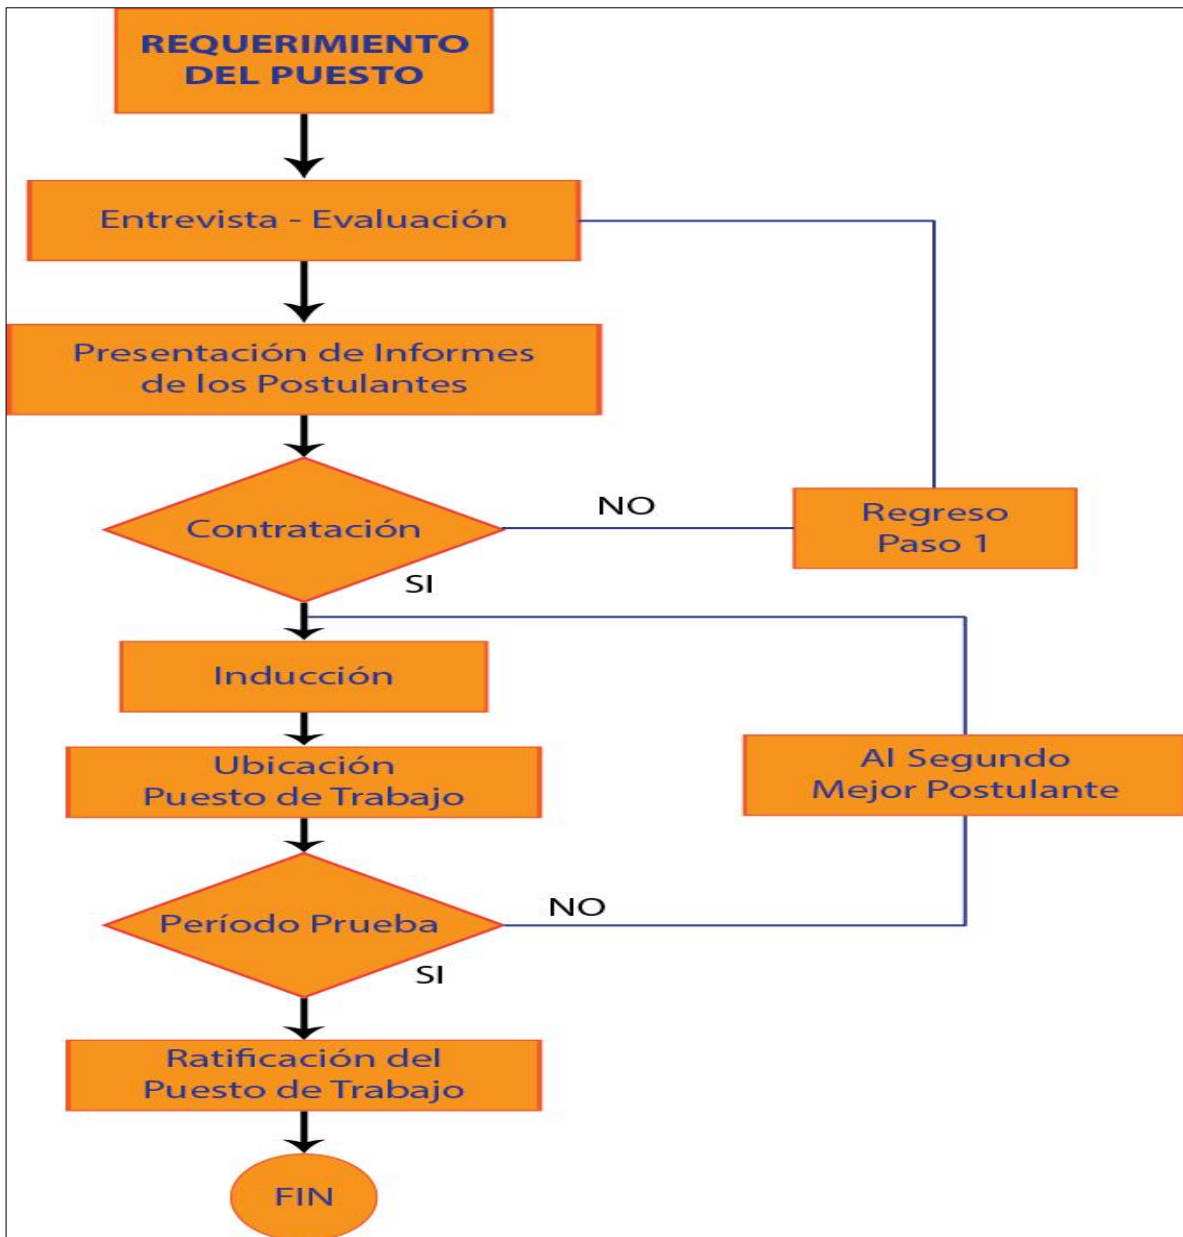 REQUERIMIENTO
DEL PUESTO
Entrevista - Evaluación
Presentación de Informes
de los Postulantes
Contratación
NO
Regreso
Paso 1
SI
Inducción
Ubicación
Puesto de Trabajo
Al Segundo
Mejor Postulante
Período Prueba
NO
SI
Ratificación del
Puesto de Trabajo
FIN